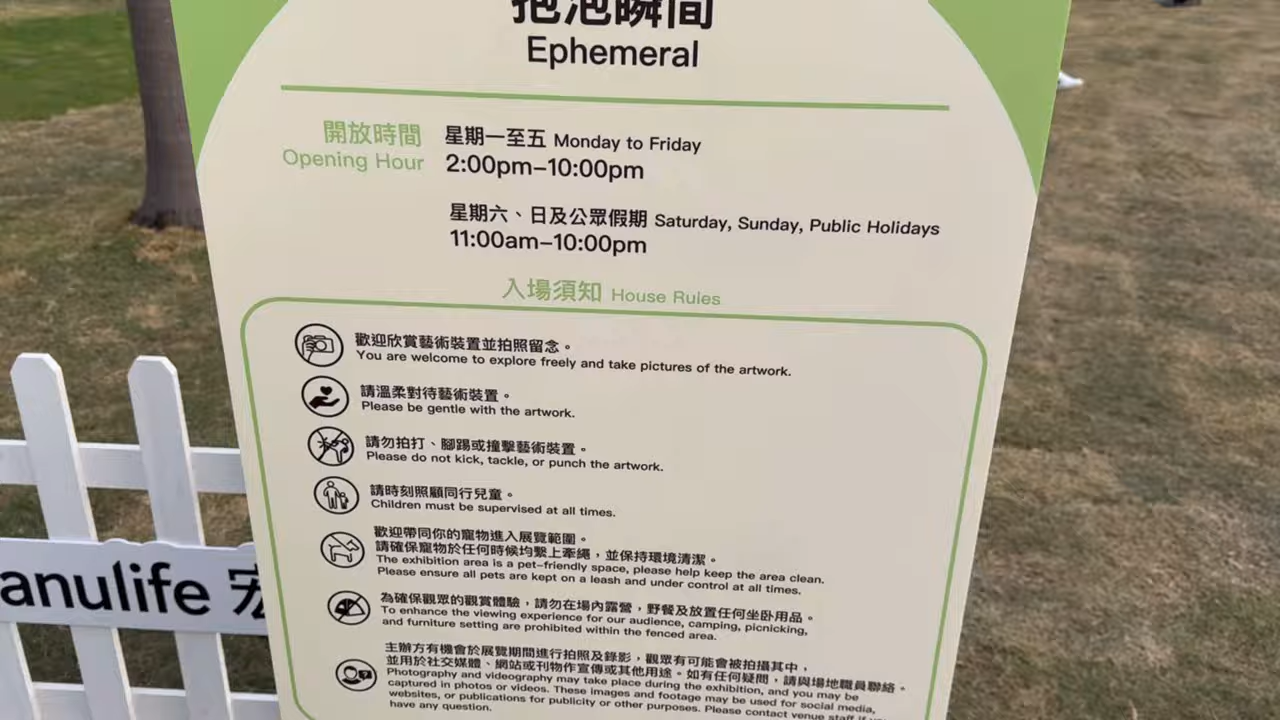 抱泡瞬間
Ephemeral
開放時間
Opening Hour
星期一至五 Monday to Friday
2:00pm–10:00pm
星期六、日及公眾假期 Saturday, Sunday, Public Holidays
11:00am–10:00pm
入場須知 House Rules
歡迎欣賞藝術裝置並拍照留念。
You are welcome to explore freely and take pictures of the artwork.
請溫柔對待藝術裝置。
Please be gentle with the artwork.
請勿拍打、腳踢或撞擊藝術裝置。
Please do not kick, tackle, or punch the artwork.
請時刻照顧同行兒童。
Children must be supervised at all times.
歡迎帶同你的寵物進入展覽範圍。
請確保寵物於任何時候均繫上牽繩，並保持環境清潔。
The exhibition area is a pet-friendly space, please help keep the area clean.
Please ensure all pets are kept on a leash and under control at all times.
為確保觀眾的觀賞體驗，請勿在場內露營，野餐及放置任何坐卧用品。
To enhance the viewing experience for our audience, camping, picnicking,
and furniture setting are prohibited within the fenced area.
主辦方有機會於展覽期間進行拍照及錄影，觀眾有可能會被拍攝其中，
並用於社交媒體、網站或刊物作宣傳或其他用途。如有任何疑問，請與場地職員聯絡。
Photography and videography may take place during the exhibition, and you may be
captured in photos or videos. These images and footage may be used for social media,
websites, or publications for publicity or other purposes. Please contact venue staff if
have any question.
anulife 宏